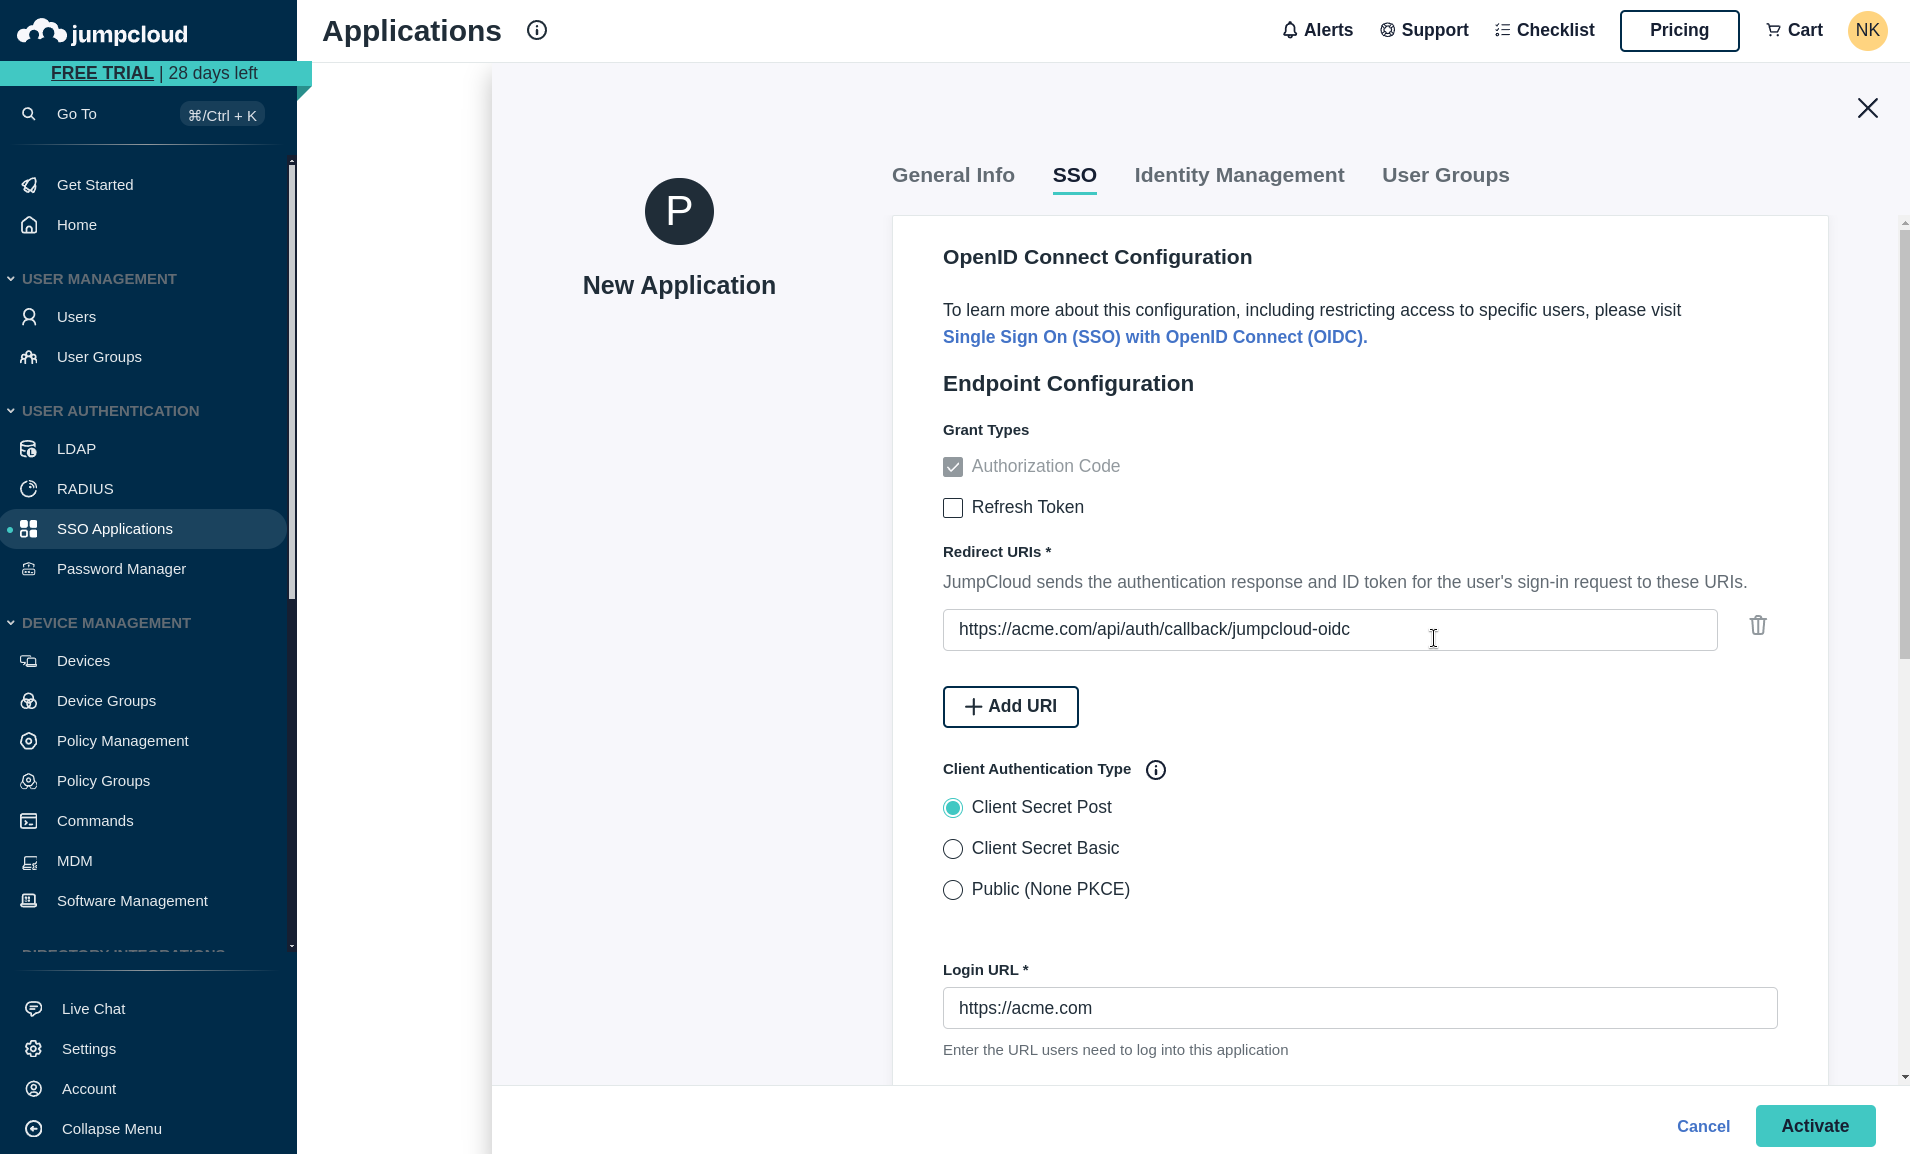 jumpcloud
FREE TRIAL | 28 days left
Go To ⌘/Ctrl + K
Get Started
Home
USER MANAGEMENT
Users
User Groups
USER AUTHENTICATION
LDAP
RADIUS
SSO Applications
Password Manager
DEVICE MANAGEMENT
Devices
Device Groups
Policy Management
Policy Groups
Commands
MDM
Software Management
DIRECTORY INTEGRATIONS
Live Chat
Settings
Account
Collapse Menu
Applications
Alerts Support Checklist Pricing Cart NK
P
New Application
General Info SSO Identity Management User Groups
OpenID Connect Configuration
To learn more about this configuration, including restricting access to specific users, please visit
Single Sign On (SSO) with OpenID Connect (OIDC).
Endpoint Configuration
Grant Types
Authorization Code
Refresh Token
Redirect URIs *
JumpCloud sends the authentication response and ID token for the user's sign-in request to these URIs.
https://acme.com/api/auth/callback/jumpcloud-oidc
Add URI
Client Authentication Type
Client Secret Post
Client Secret Basic
Public (None PKCE)
Login URL *
https://acme.com
Enter the URL users need to log into this application
Cancel Activate